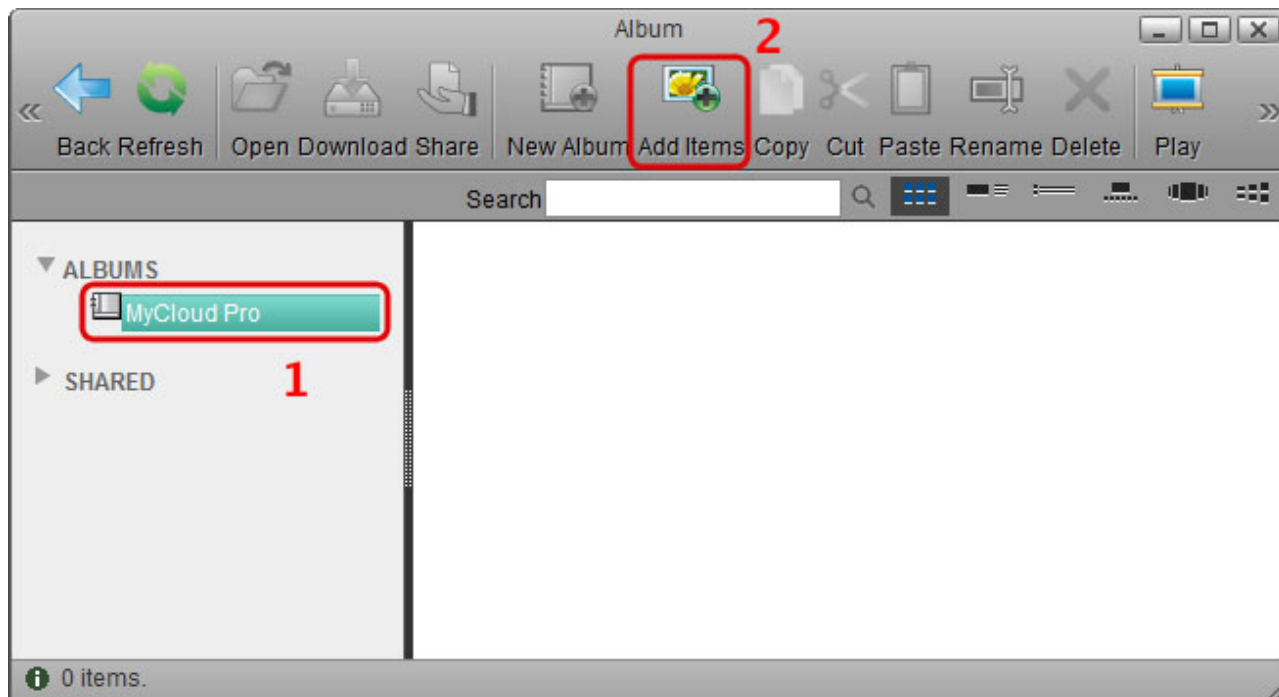 Album
2
Back Refresh Open Download Share New Album Add Items Copy Cut Paste Rename Delete Play
Search
ALBUMS
MyCloud Pro
SHARED
1
0 items.